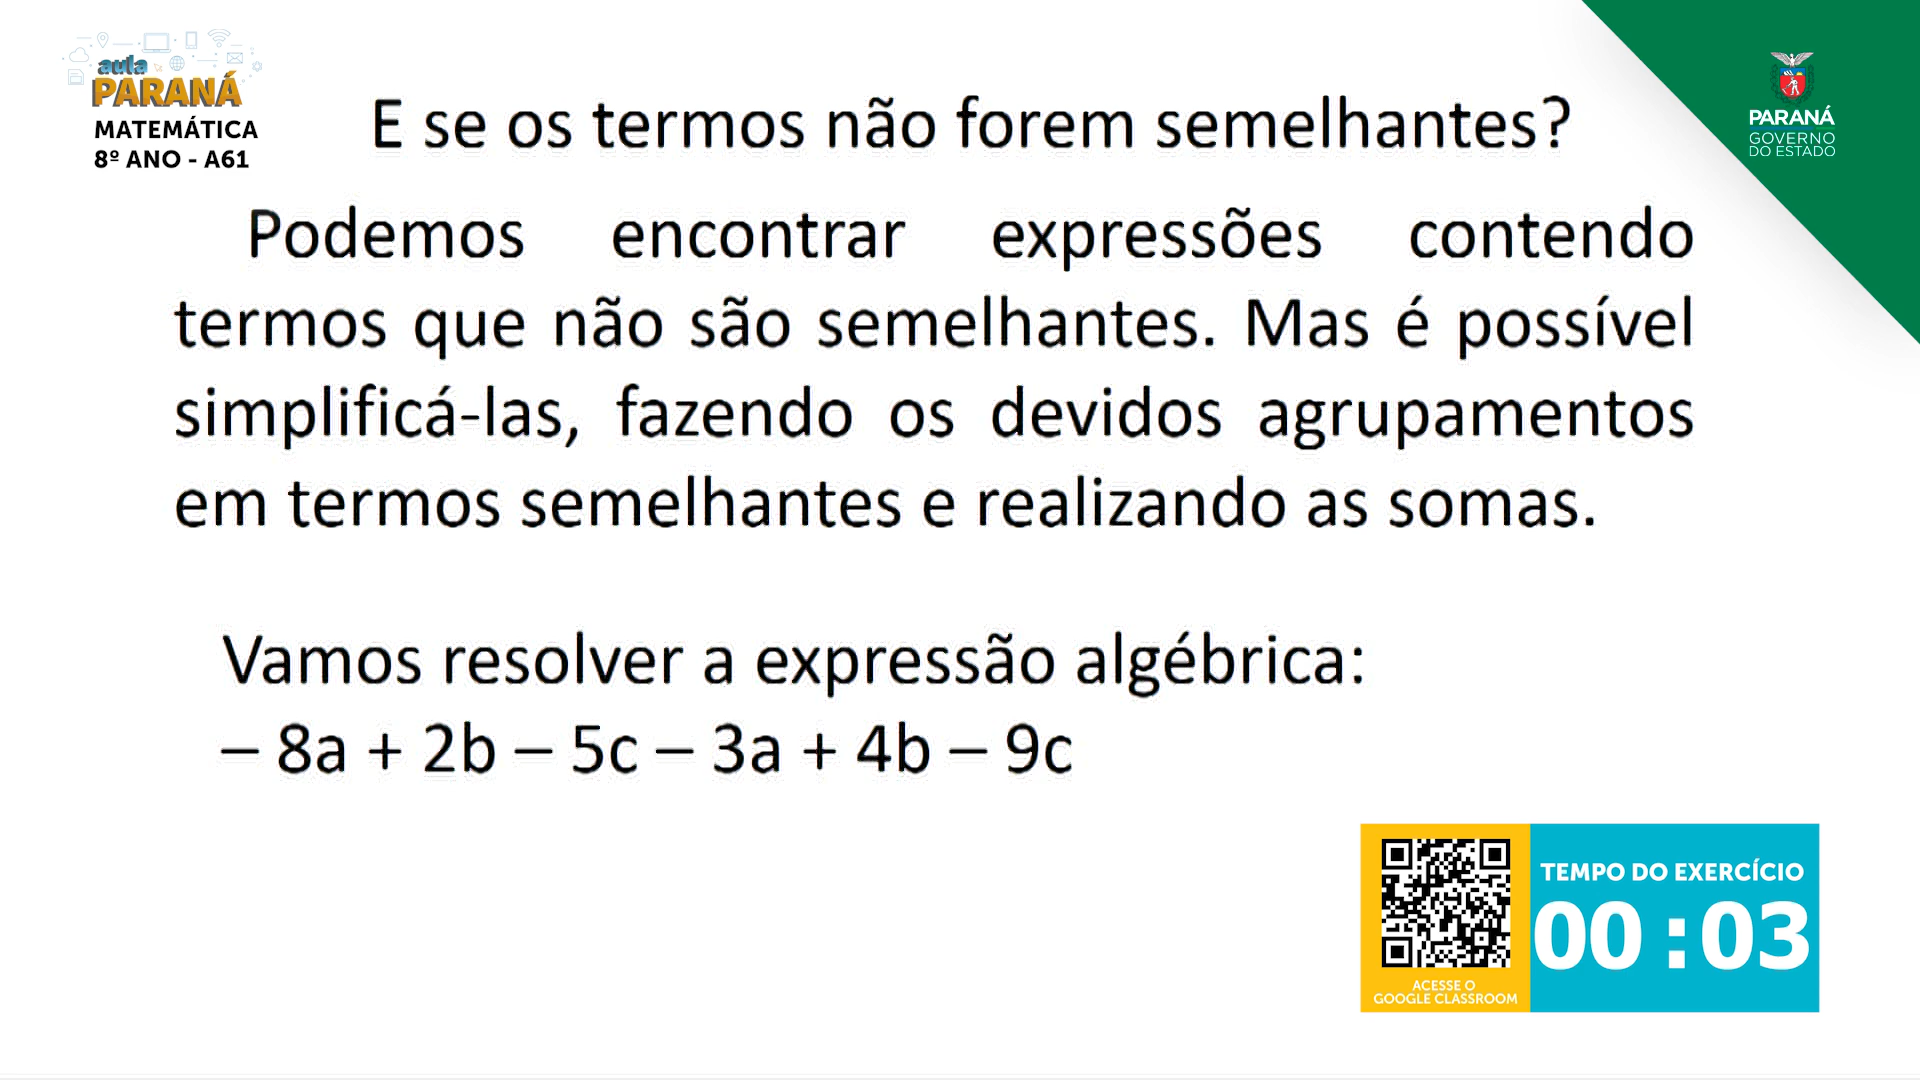 aula
PARANÁ
MATEMÁTICA
8º ANO - A61
PARANÁ
GOVERNO
DO ESTADO
E se os termos não forem semelhantes?
Podemos encontrar expressões contendo
termos que não são semelhantes. Mas é possível
simplificá-las, fazendo os devidos agrupamentos
em termos semelhantes e realizando as somas.
Vamos resolver a expressão algébrica:
– 8a + 2b – 5c – 3a + 4b – 9c
ACESSE O
GOOGLE CLASSROOM
TEMPO DO EXERCÍCIO
00:03